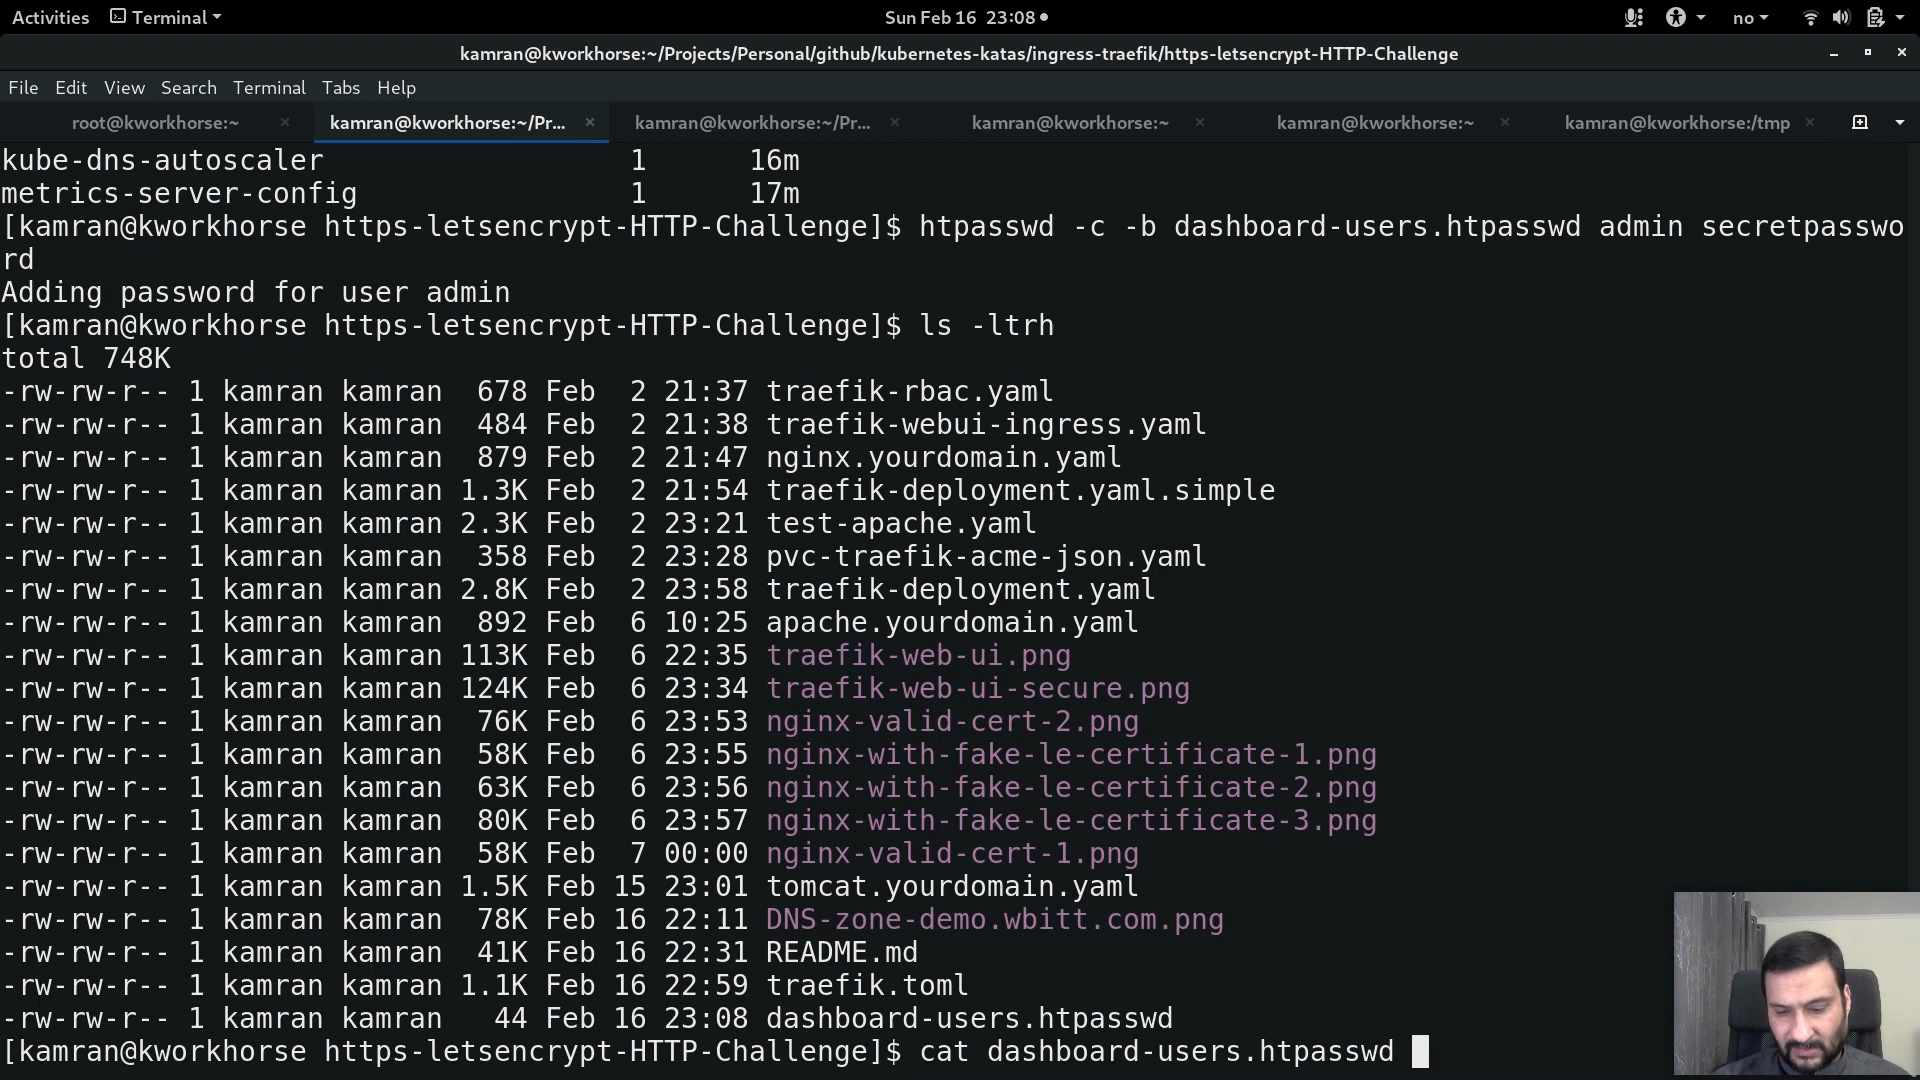 Activities Terminal Sun Feb 16 23:08 no
kamran@kworkhorse:~/Projects/Personal/github/kubernetes-katas/ingress-traefik/https-letsencrypt-HTTP-Challenge
File Edit View Search Terminal Tabs Help
root@kworkhorse:~ × kamran@kworkhorse:~/Pr... × kamran@kworkhorse:~/Pr... × kamran@kworkhorse:~ × kamran@kworkhorse:~ × kamran@kworkhorse:/tmp ×
kube-dns-autoscaler 1 16m
metrics-server-config 1 17m
[kamran@kworkhorse https-letsencrypt-HTTP-Challenge]$ htpasswd -c -b dashboard-users.htpasswd admin secretpasswo
rd
Adding password for user admin
[kamran@kworkhorse https-letsencrypt-HTTP-Challenge]$ ls -ltrh
total 748K
-rw-rw-r-- 1 kamran kamran 678 Feb 2 21:37 traefik-rbac.yaml
-rw-rw-r-- 1 kamran kamran 484 Feb 2 21:38 traefik-webui-ingress.yaml
-rw-rw-r-- 1 kamran kamran 879 Feb 2 21:47 nginx.yourdomain.yaml
-rw-rw-r-- 1 kamran kamran 1.3K Feb 2 21:54 traefik-deployment.yaml.simple
-rw-rw-r-- 1 kamran kamran 2.3K Feb 2 23:21 test-apache.yaml
-rw-rw-r-- 1 kamran kamran 358 Feb 2 23:28 pvc-traefik-acme-json.yaml
-rw-rw-r-- 1 kamran kamran 2.8K Feb 2 23:58 traefik-deployment.yaml
-rw-rw-r-- 1 kamran kamran 892 Feb 6 10:25 apache.yourdomain.yaml
-rw-rw-r-- 1 kamran kamran 113K Feb 6 22:35 traefik-web-ui.png
-rw-rw-r-- 1 kamran kamran 124K Feb 6 23:34 traefik-web-ui-secure.png
-rw-rw-r-- 1 kamran kamran 76K Feb 6 23:53 nginx-valid-cert-2.png
-rw-rw-r-- 1 kamran kamran 58K Feb 6 23:55 nginx-with-fake-le-certificate-1.png
-rw-rw-r-- 1 kamran kamran 63K Feb 6 23:56 nginx-with-fake-le-certificate-2.png
-rw-rw-r-- 1 kamran kamran 80K Feb 6 23:57 nginx-with-fake-le-certificate-3.png
-rw-rw-r-- 1 kamran kamran 58K Feb 7 00:00 nginx-valid-cert-1.png
-rw-rw-r-- 1 kamran kamran 1.5K Feb 15 23:01 tomcat.yourdomain.yaml
-rw-rw-r-- 1 kamran kamran 78K Feb 16 22:11 DNS-zone-demo.wbitt.com.png
-rw-rw-r-- 1 kamran kamran 41K Feb 16 22:31 README.md
-rw-rw-r-- 1 kamran kamran 1.1K Feb 16 22:59 traefik.toml
-rw-rw-r-- 1 kamran kamran 44 Feb 16 23:08 dashboard-users.htpasswd
[kamran@kworkhorse https-letsencrypt-HTTP-Challenge]$ cat dashboard-users.htpasswd